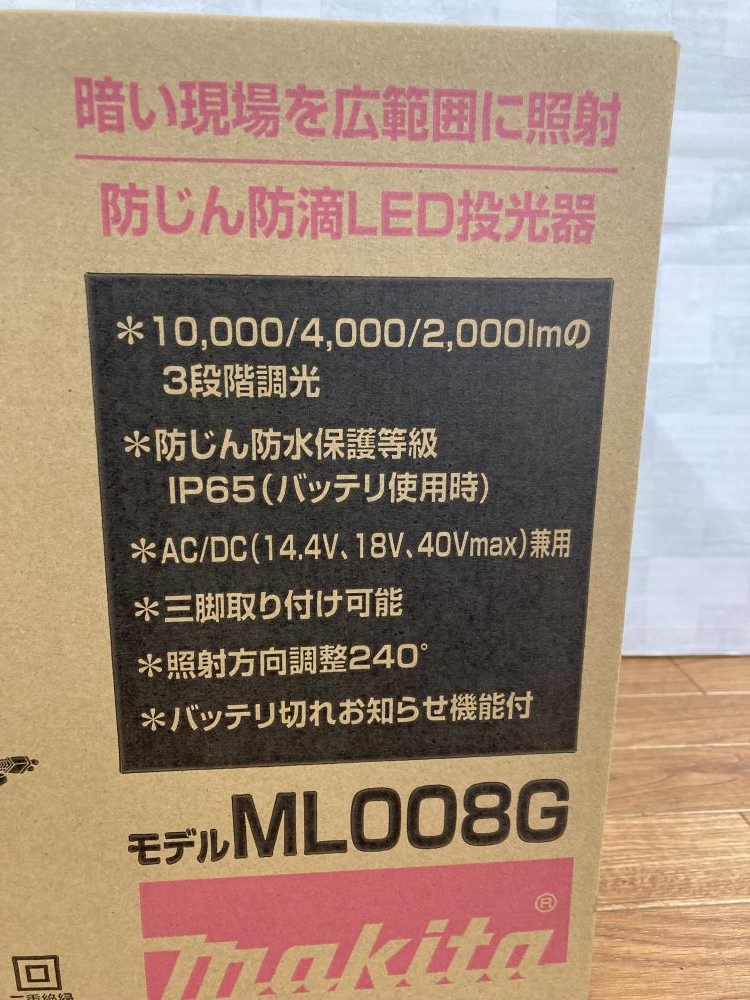 暗い現場を広範囲に照射
防じん防滴LED投光器
＊10,000/4,000/2,000lmの
3段階調光
＊防じん防水保護等級
IP65(バッテリ使用時)
＊AC/DC(14.4V、18V、40Vmax)兼用
＊三脚取り付け可能
＊照射方向調整240°
＊バッテリ切れお知らせ機能付
モデルML008G
makita®
二重絶縁